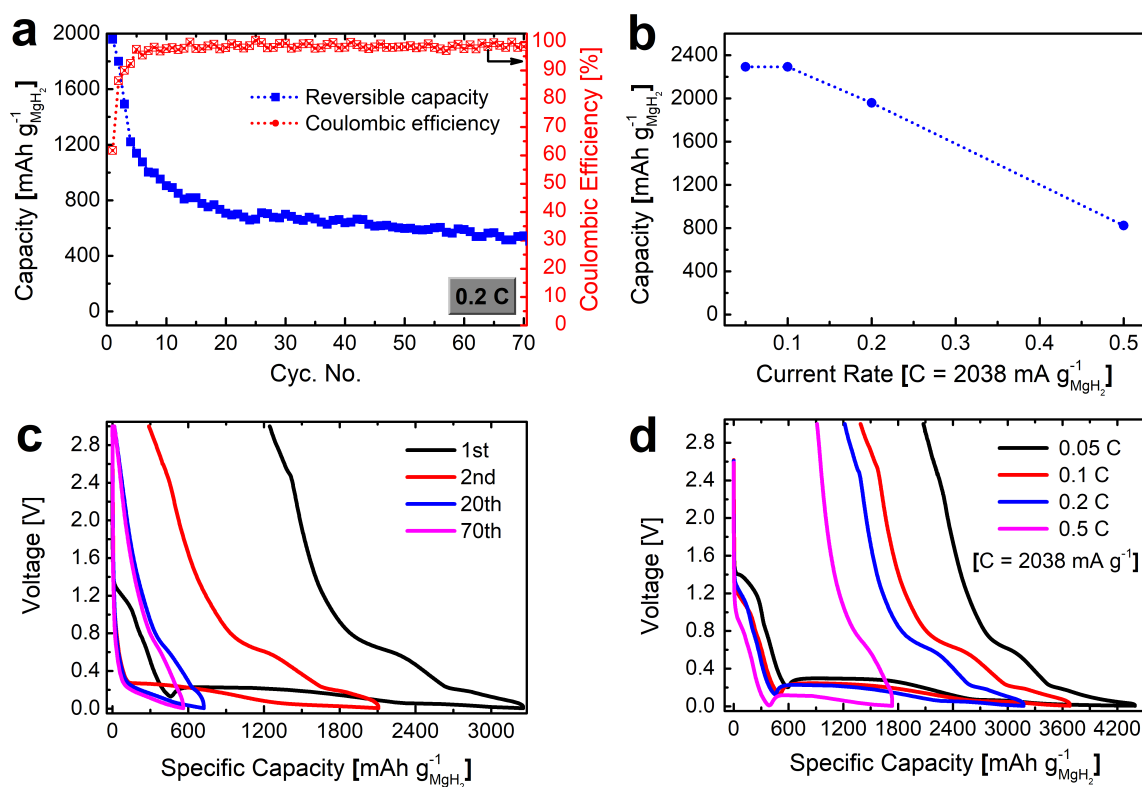 a
2000
1600
1200
800
400
0
Capacity [mAh g⁻¹MgH₂]
Reversible capacity
Coulombic efficiency
0.2 C
100
90
80
70
60
50
40
30
20
10
0
Coulombic Efficiency [%]
0 10 20 30 40 50 60 70
Cyc. No.
b
2400
2000
1600
1200
800
400
0
Capacity [mAh g⁻¹MgH₂]
0.1 0.2 0.3 0.4 0.5
Current Rate [C = 2038 mA g⁻¹MgH₂]
c
2.8
2.4
2.0
1.6
1.2
0.8
0.4
0.0
Voltage [V]
1st
2nd
20th
70th
0 600 1200 1800 2400 3000
Specific Capacity [mAh g⁻¹MgH₂]
d
2.8
2.4
2.0
1.6
1.2
0.8
0.4
0.0
Voltage [V]
0.05 C
0.1 C
0.2 C
0.5 C
[C = 2038 mA g⁻¹]
0 600 1200 1800 2400 3000 3600 4200
Specific Capacity [mAh g⁻¹MgH₂]